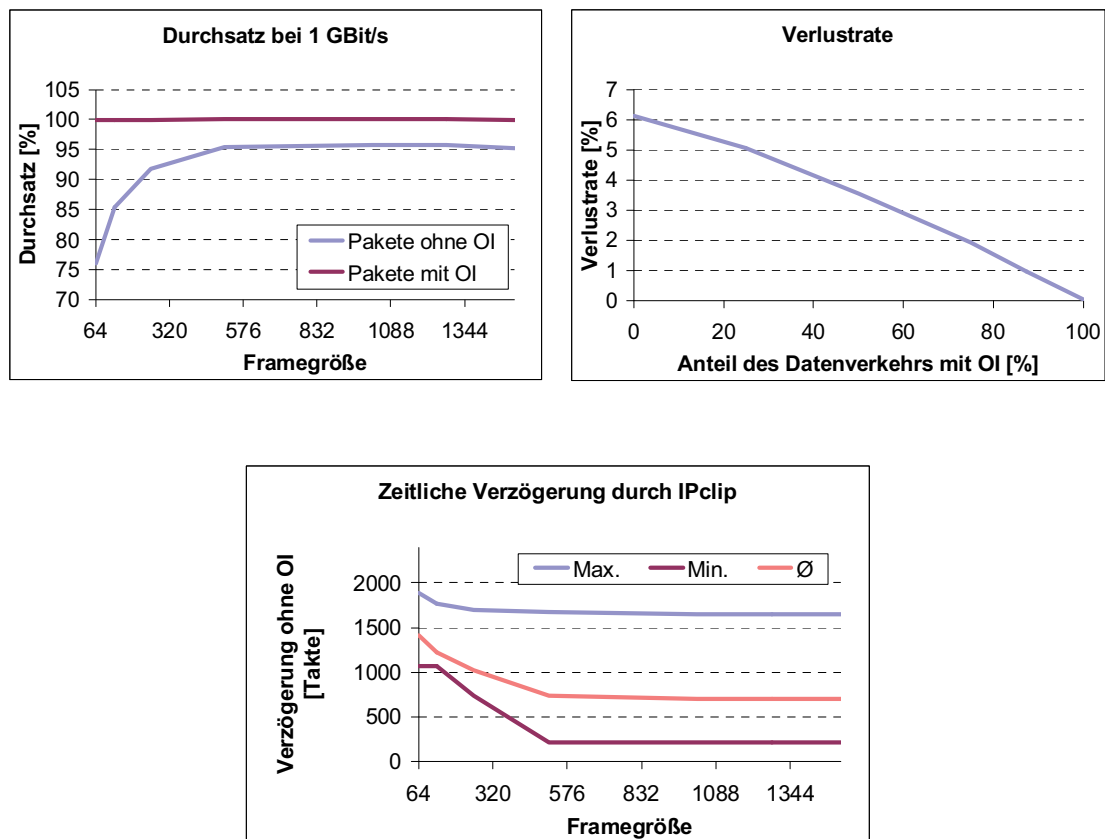 Durchsatz bei 1 GBit/s
Durchsatz [%]
105
100
95
90
85
80
75
70
Pakete ohne OI
Pakete mit OI
64 320 576 832 1088 1344
Framegröße
Verlustrate
Verlustrate [%]
7
6
5
4
3
2
1
0
0 20 40 60 80 100
Anteil des Datenverkehrs mit OI [%]
Zeitliche Verzögerung durch IPclip
Verzögerung ohne OI
[Takte]
Max. Min. Ø
2000
1500
1000
500
0
64 320 576 832 1088 1344
Framegröße